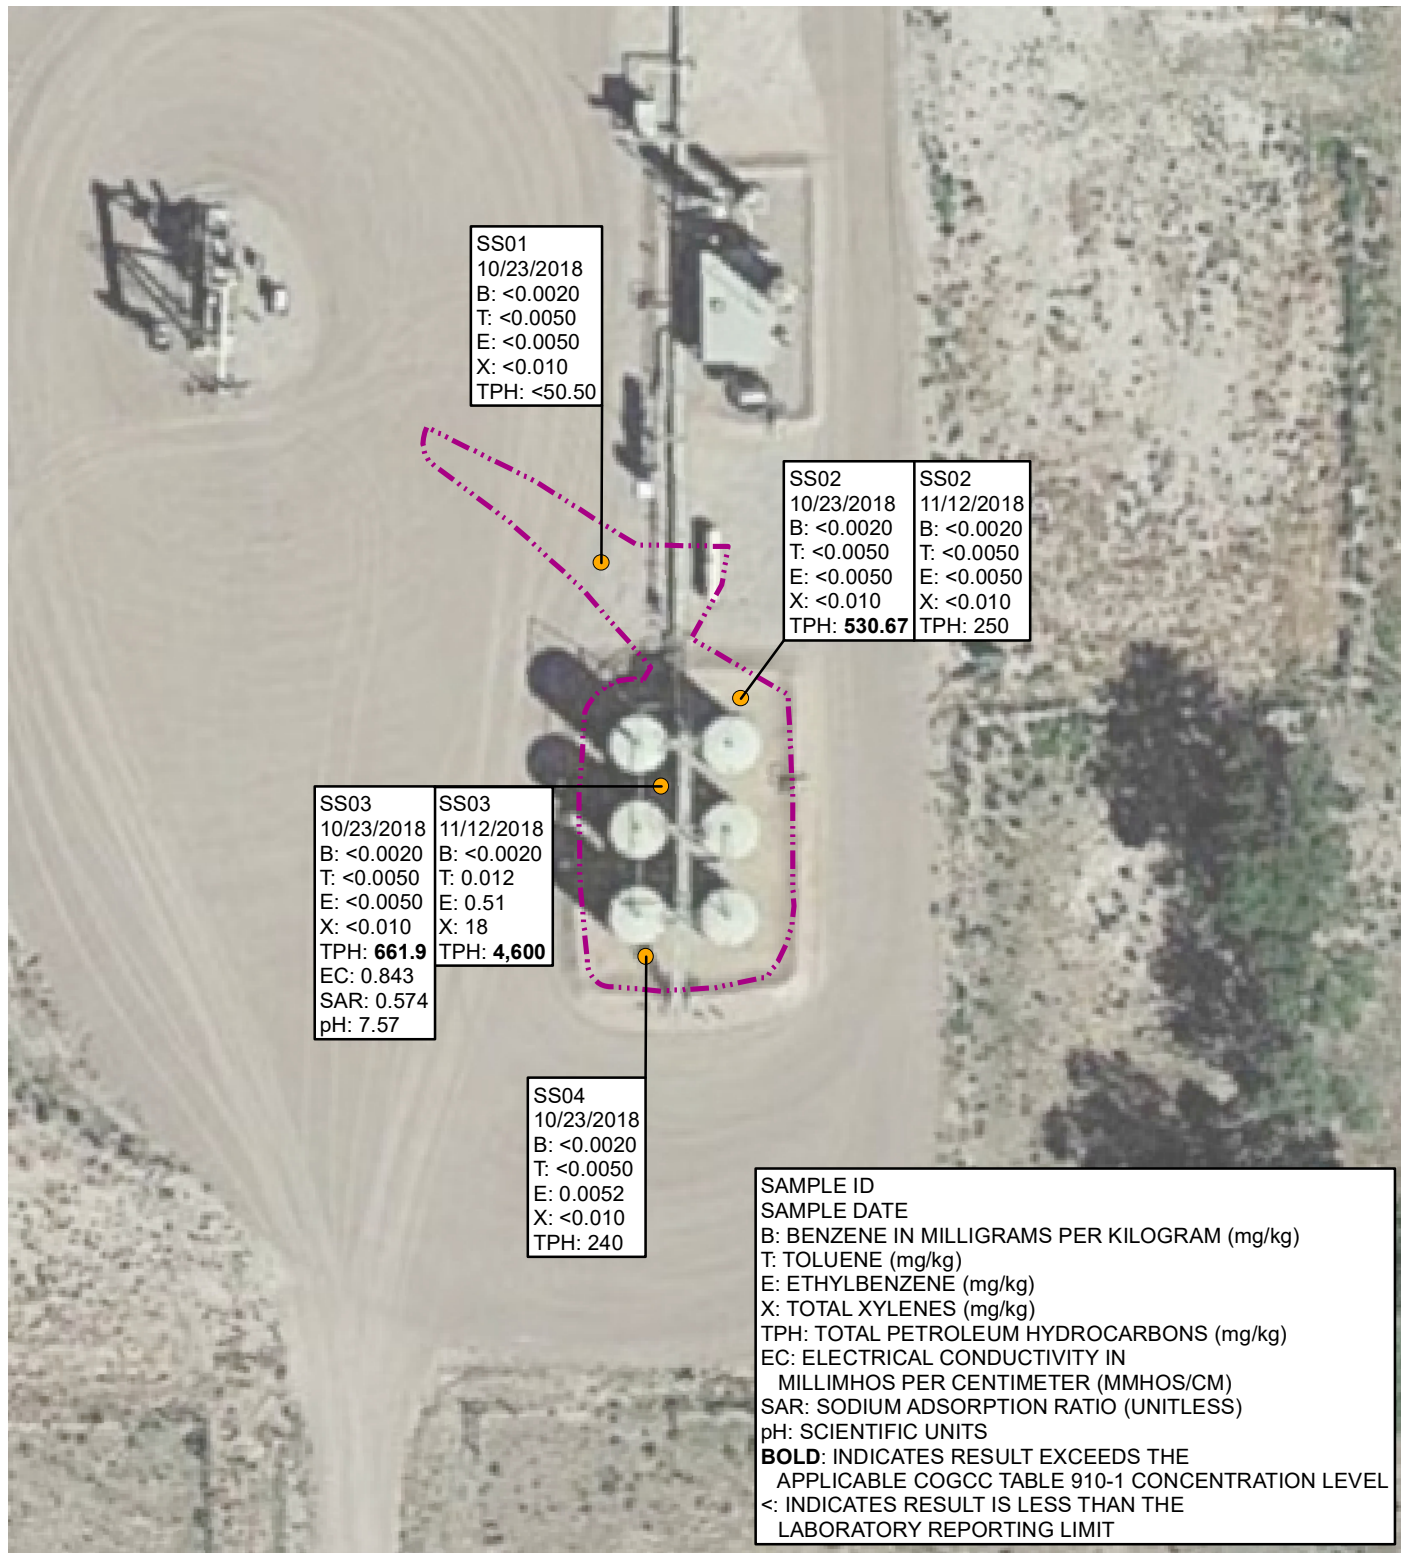 SS01
10/23/2018
B: <0.0020
T: <0.0050
E: <0.0050
X: <0.010
TPH: <50.50
SS02
10/23/2018
B: <0.0020
T: <0.0050
E: <0.0050
X: <0.010
TPH: 530.67
SS02
11/12/2018
B: <0.0020
T: <0.0050
E: <0.0050
X: <0.010
TPH: 250
SS03
10/23/2018
B: <0.0020
T: <0.0050
E: <0.0050
X: <0.010
TPH: 661.9
EC: 0.843
SAR: 0.574
pH: 7.57
SS03
11/12/2018
B: <0.0020
T: 0.012
E: 0.51
X: 18
TPH: 4,600
SS04
10/23/2018
B: <0.0020
T: <0.0050
E: 0.0052
X: <0.010
TPH: 240
SAMPLE ID
SAMPLE DATE
B: BENZENE IN MILLIGRAMS PER KILOGRAM (mg/kg)
T: TOLUENE (mg/kg)
E: ETHYLBENZENE (mg/kg)
X: TOTAL XYLENES (mg/kg)
TPH: TOTAL PETROLEUM HYDROCARBONS (mg/kg)
EC: ELECTRICAL CONDUCTIVITY IN
MILLIMHOS PER CENTIMETER (MMHOS/CM)
SAR: SODIUM ADSORPTION RATIO (UNITLESS)
pH: SCIENTIFIC UNITS
BOLD: INDICATES RESULT EXCEEDS THE
APPLICABLE COGCC TABLE 910-1 CONCENTRATION LEVEL
<: INDICATES RESULT IS LESS THAN THE
LABORATORY REPORTING LIMIT